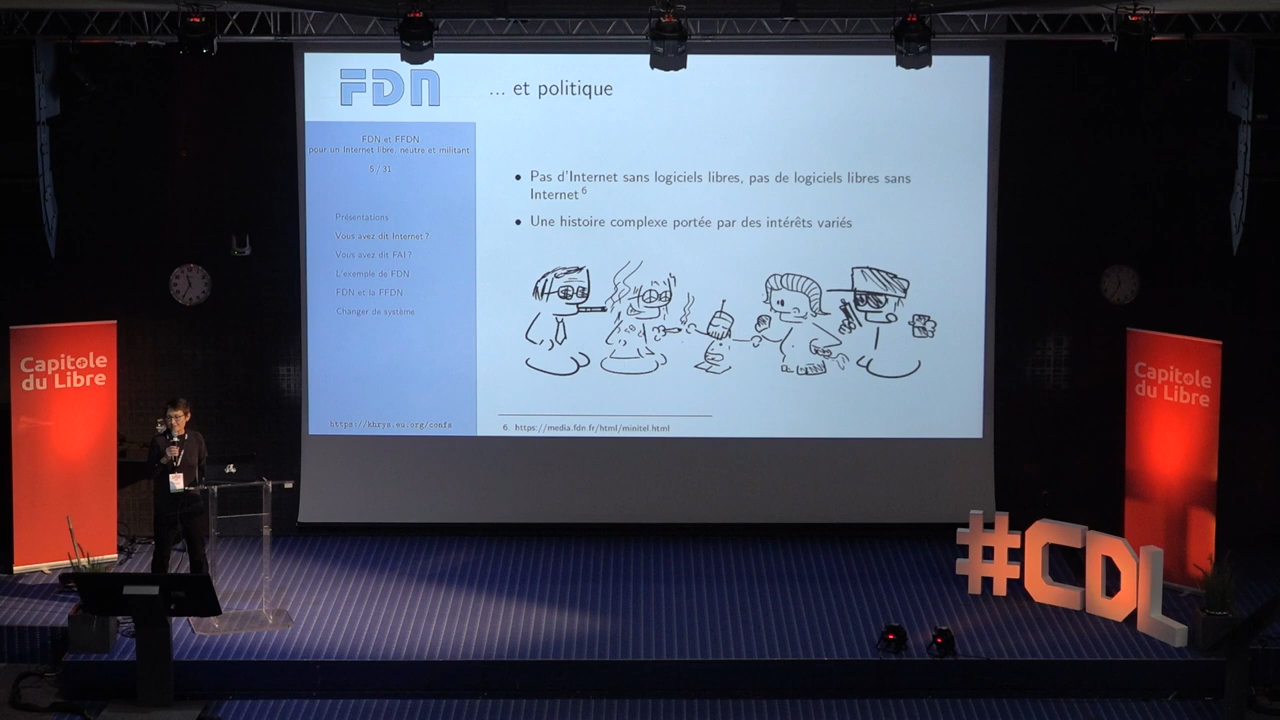 FDN
... et politique
FDN et FFDN
pour un Internet libre, neutre et militant
5 / 31
Présentations
Vous avez dit Internet ?
Vous avez dit FAI ?
L'exemple de FDN
FDN et la FFDN
Changer de système
https://khrys.eu.org/confs
• Pas d'Internet sans logiciels libres, pas de logiciels libres sans
Internet 6
• Une histoire complexe portée par des intérêts variés
6. https://media.fdn.fr/html/minitel.html
Capitole
du Libre
Capitole
du Libre
#CDL